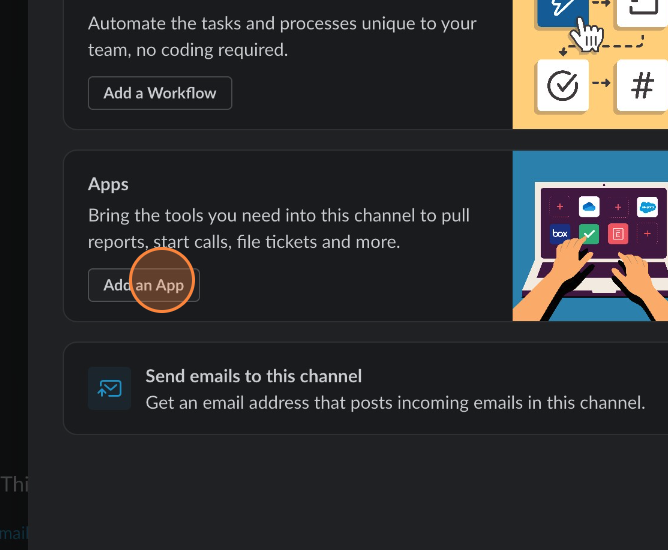 Automate the tasks and processes unique to your
team, no coding required.
Add a Workflow
#
Apps
Bring the tools you need into this channel to pull
reports, start calls, file tickets and more.
box
E
Add an App
Send emails to this channel
Get an email address that posts incoming emails in this channel.
Thi
mail